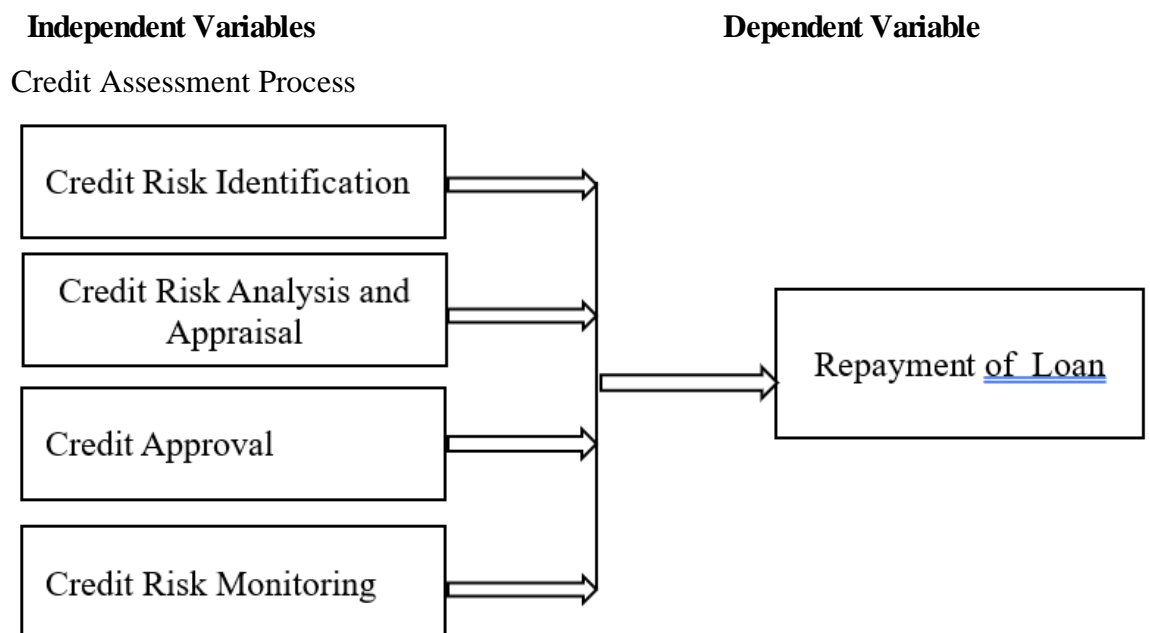 Independent Variables
Dependent Variable
Credit Assessment Process
Credit Risk Identification
Credit Risk Analysis and
Appraisal
Credit Approval
Credit Risk Monitoring
Repayment of Loan